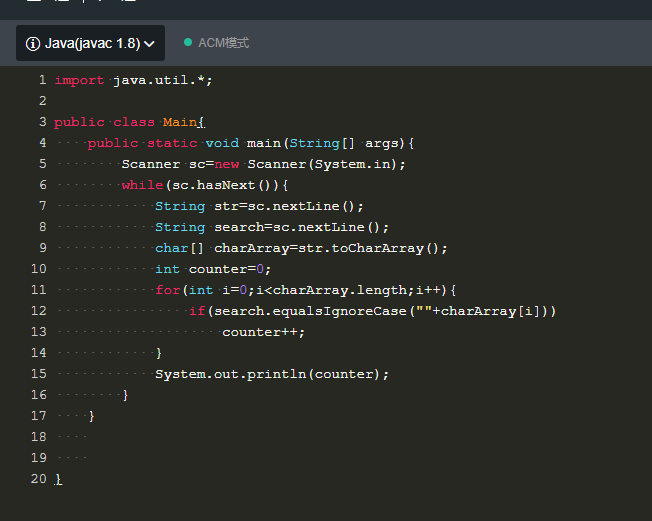 Java(javac 1.8)
ACM模式
1 import java.util.*;
2
3 public class Main{
4     public static void main(String[] args){
5         Scanner sc=new Scanner(System.in);
6         while(sc.hasNext()){
7             String str=sc.nextLine();
8             String search=sc.nextLine();
9             char[] charArray=str.toCharArray();
10             int counter=0;
11             for(int i=0;i<charArray.length;i++){
12                 if(search.equalsIgnoreCase(""+charArray[i]))
13                     counter++;
14             }
15             System.out.println(counter);
16         }
17     }
18
19
20 }